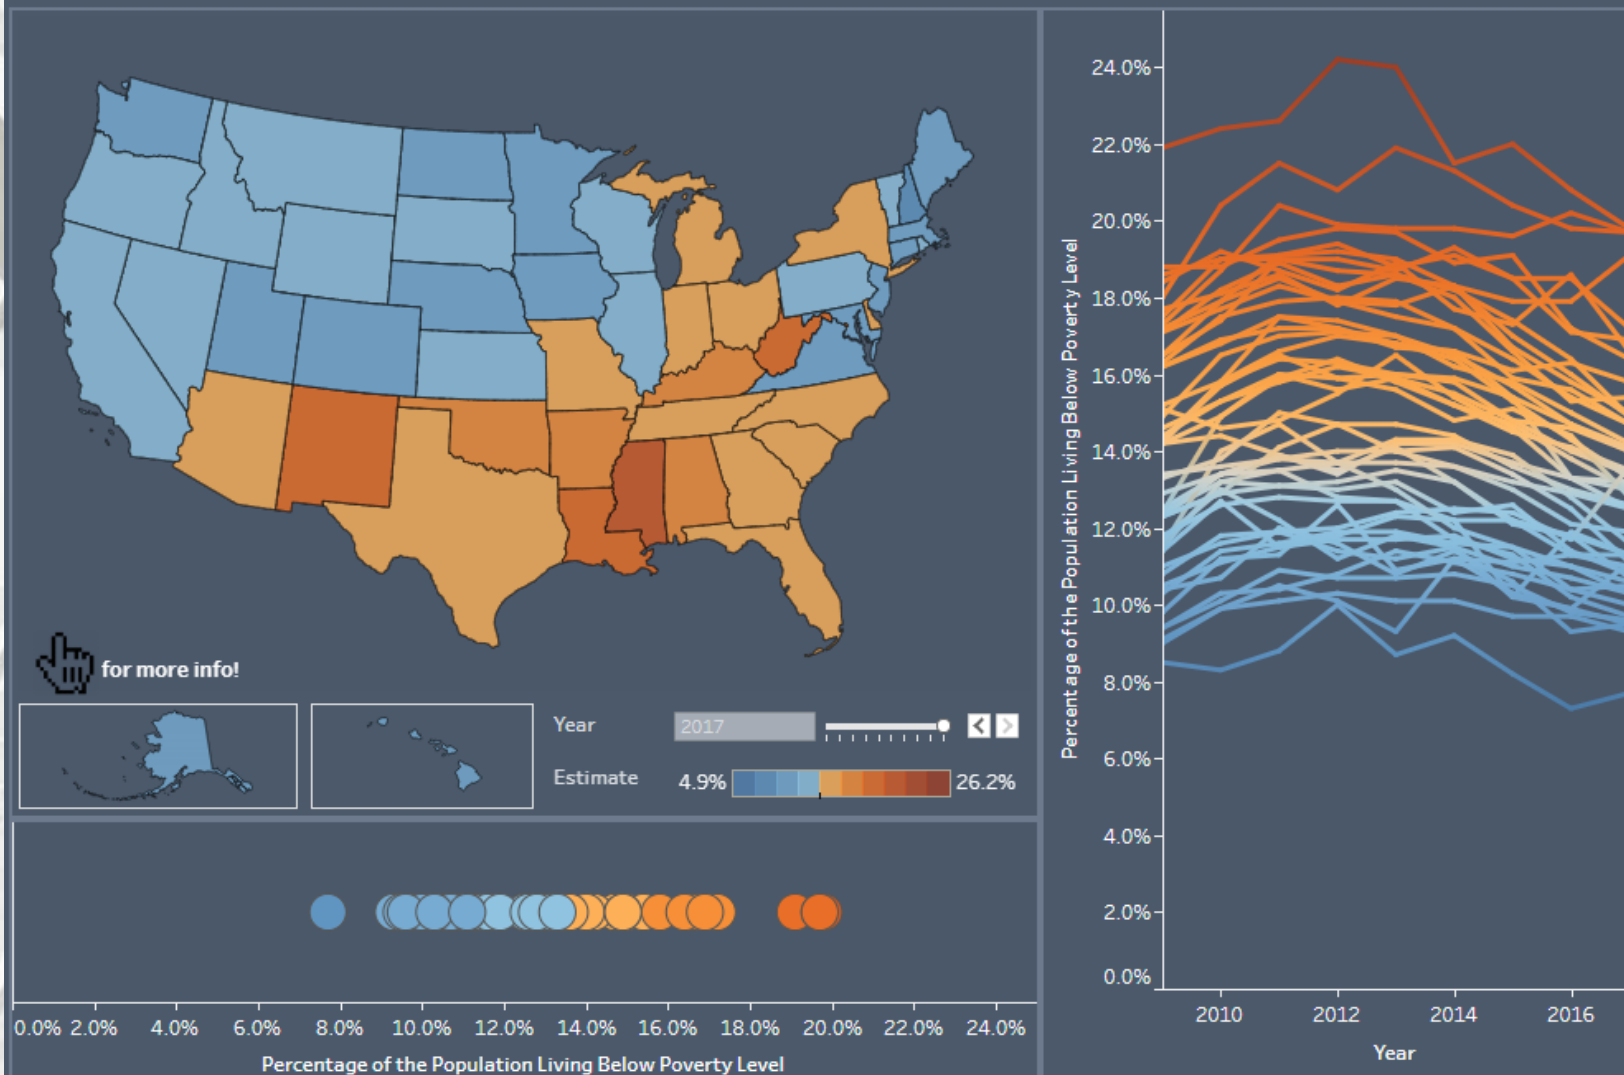 for more info!
Year
2017
Estimate
4.9%
26.2%
0.0% 2.0% 4.0% 6.0% 8.0% 10.0% 12.0% 14.0% 16.0% 18.0% 20.0% 22.0% 24.0%
Percentage of the Population Living Below Poverty Level
Percentage of the Population Living Below Poverty Level
24.0%
22.0%
20.0%
18.0%
16.0%
14.0%
12.0%
10.0%
8.0%
6.0%
4.0%
2.0%
0.0%
2010 2012 2014 2016
Year